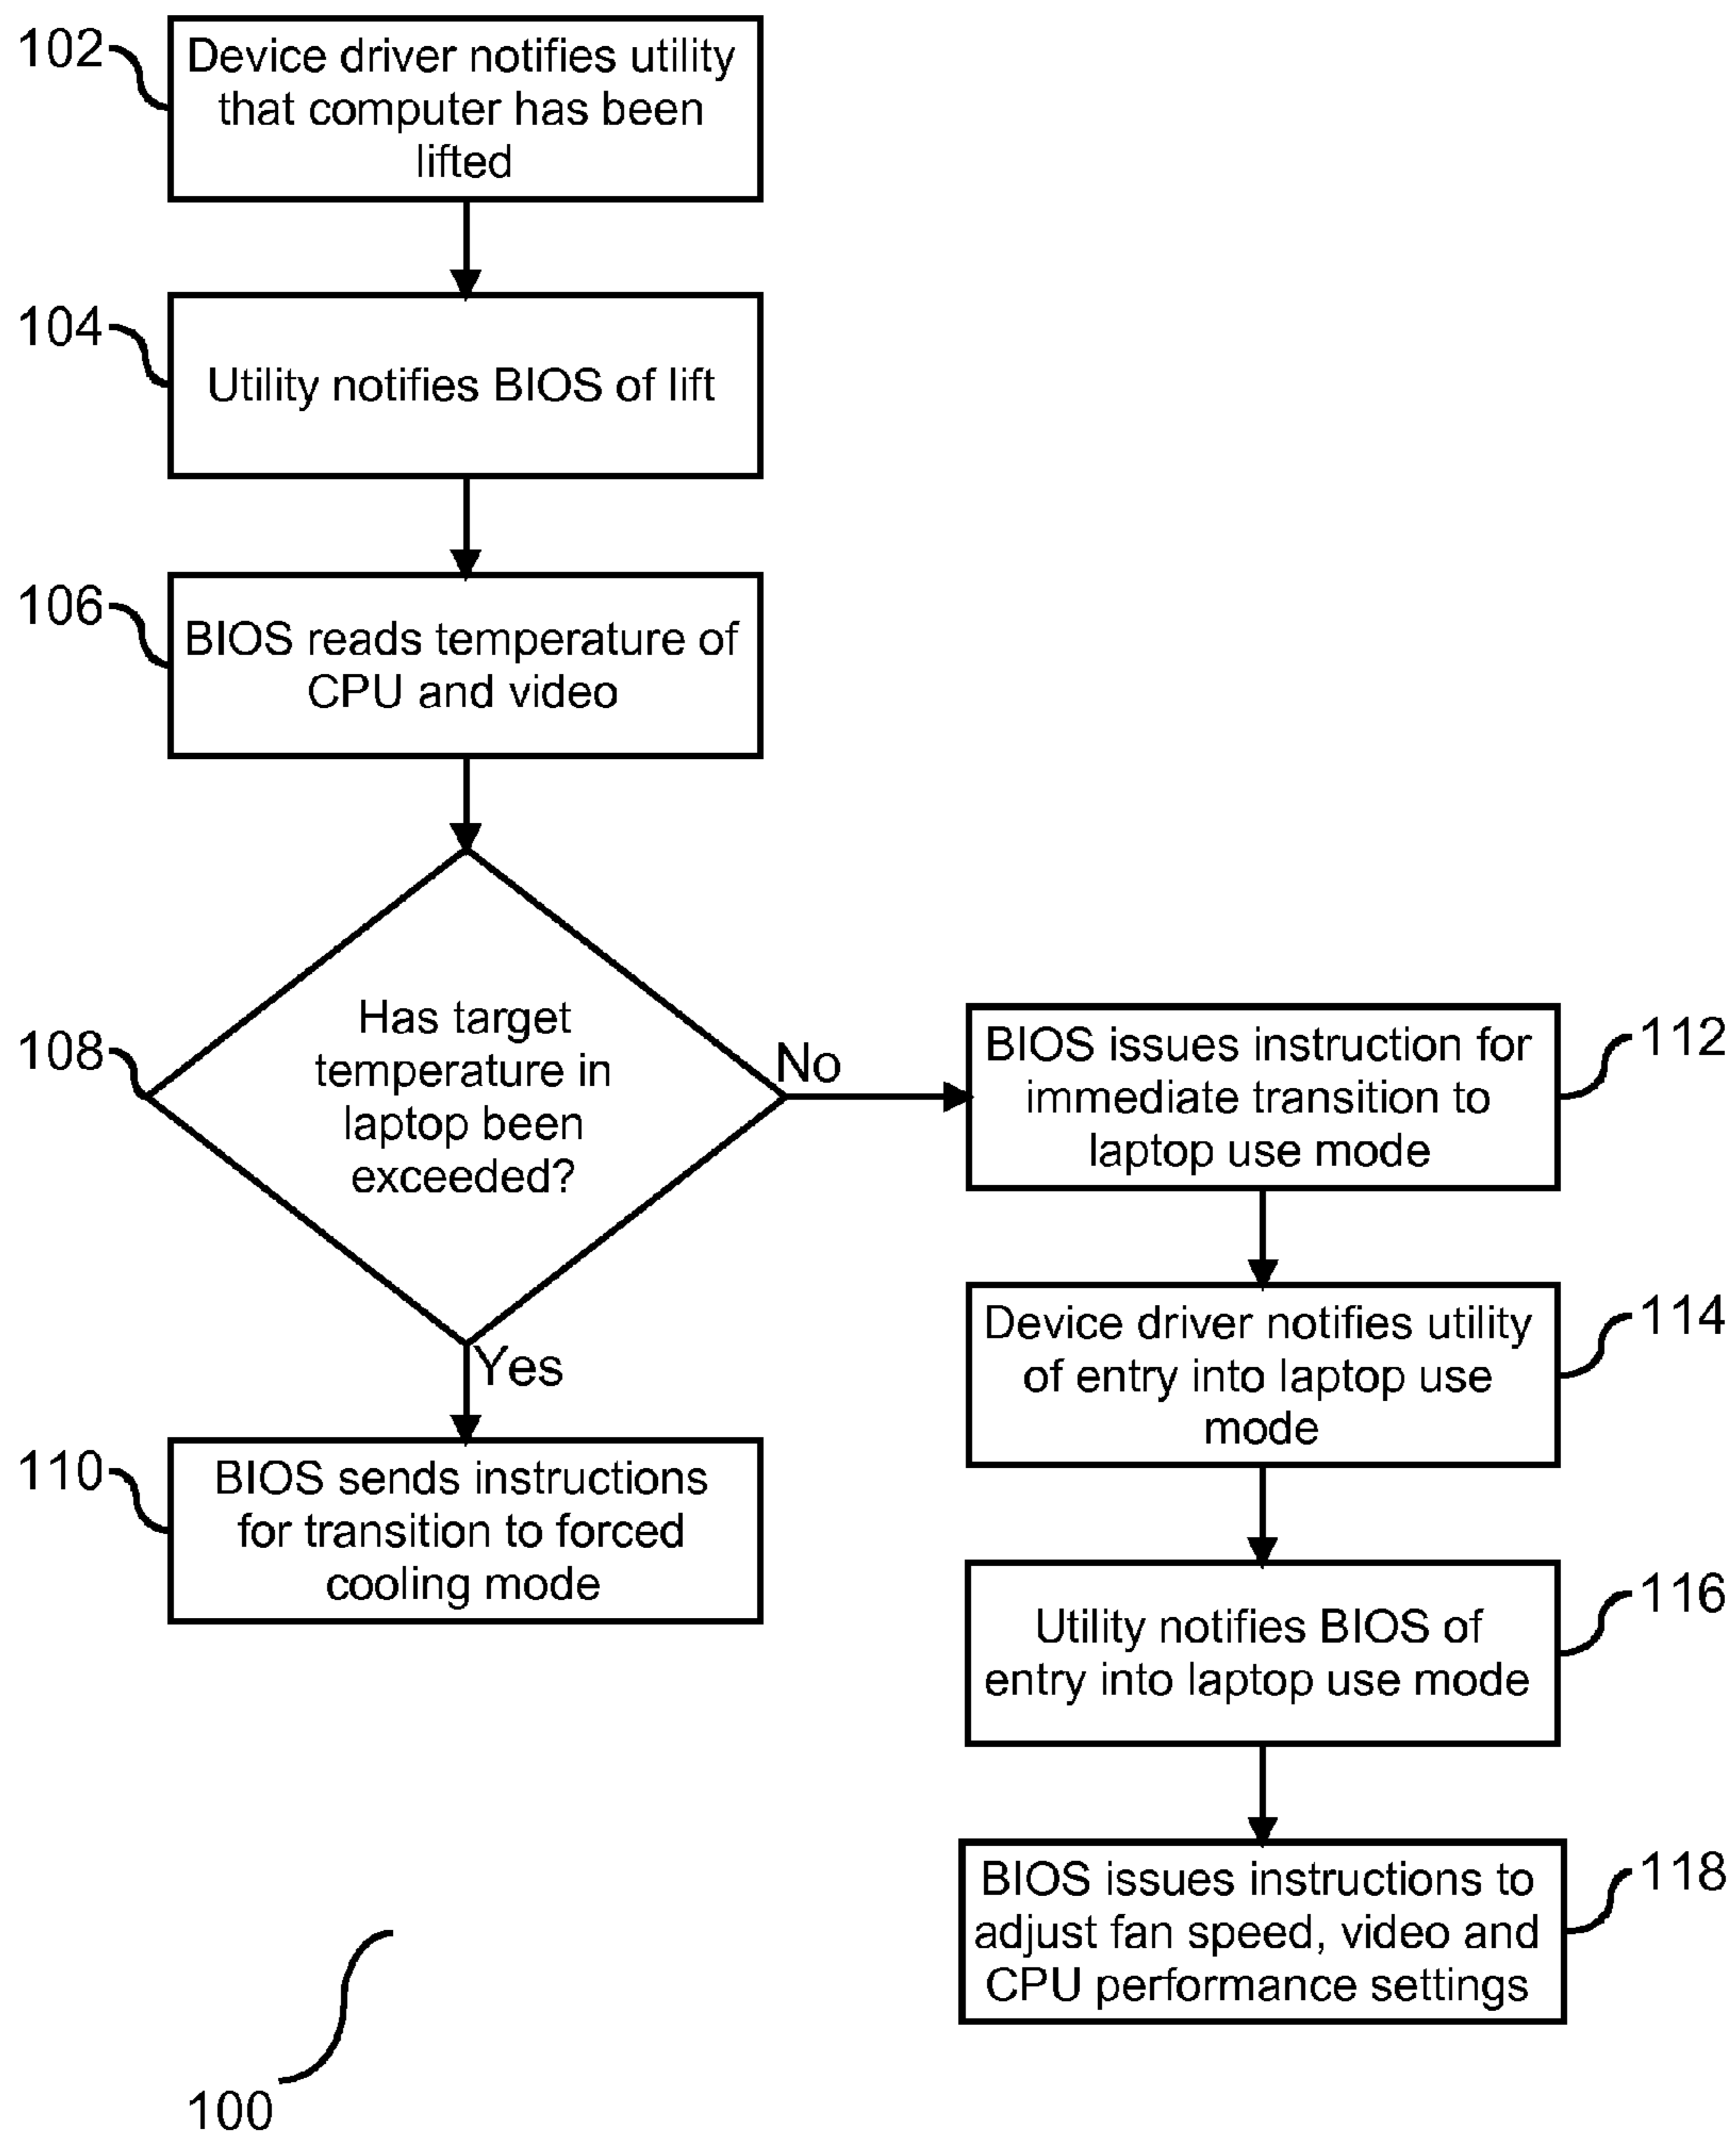 102
Device driver notifies utility
that computer has been
lifted
104
Utility notifies BIOS of lift
106
BIOS reads temperature of
CPU and video
108
Has target
temperature in
laptop been
exceeded?
No
Yes
110
BIOS sends instructions
for transition to forced
cooling mode
112
BIOS issues instruction for
immediate transition to
laptop use mode
114
Device driver notifies utility
of entry into laptop use
mode
116
Utility notifies BIOS of
entry into laptop use mode
118
BIOS issues instructions to
adjust fan speed, video and
CPU performance settings
100